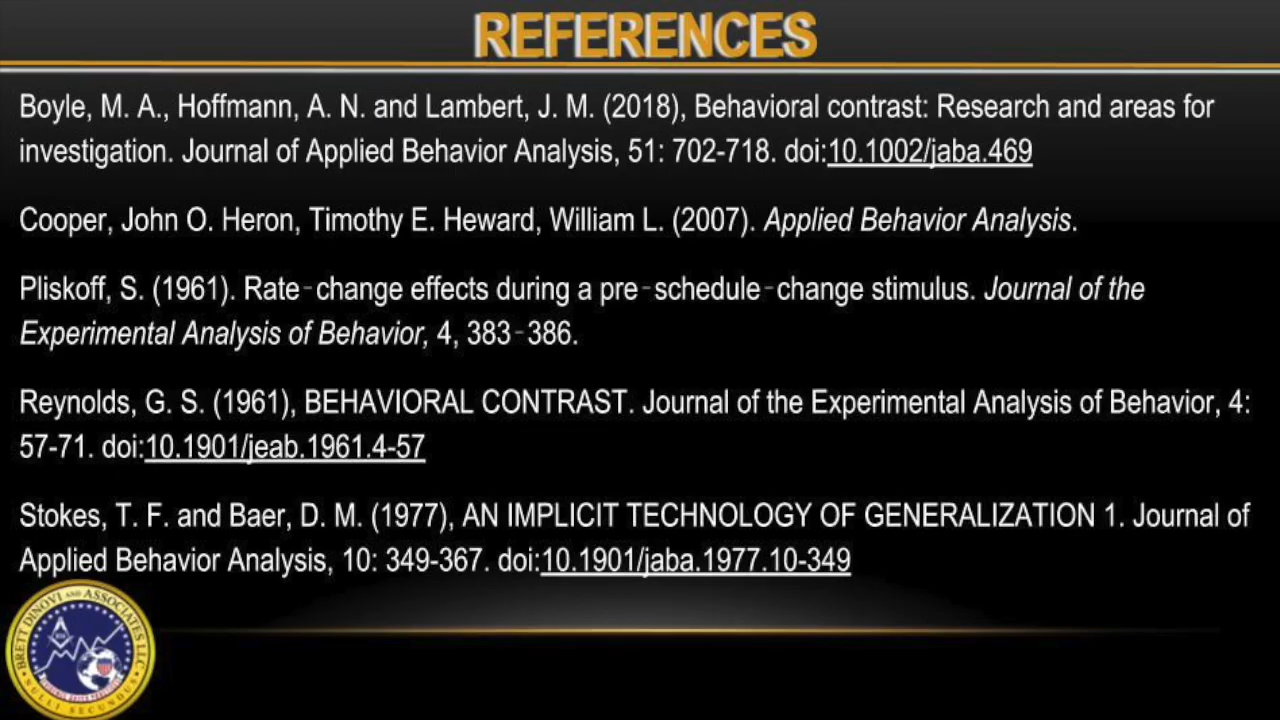 REFERENCES
Boyle, M. A., Hoffmann, A. N. and Lambert, J. M. (2018), Behavioral contrast: Research and areas for
investigation. Journal of Applied Behavior Analysis, 51: 702-718. doi:10.1002/jaba.469
Cooper, John O. Heron, Timothy E. Heward, William L. (2007). Applied Behavior Analysis.
Pliskoff, S. (1961). Rate-change effects during a pre-schedule-change stimulus. Journal of the
Experimental Analysis of Behavior, 4, 383-386.
Reynolds, G. S. (1961), BEHAVIORAL CONTRAST. Journal of the Experimental Analysis of Behavior, 4:
57-71. doi:10.1901/jeab.1961.4-57
Stokes, T. F. and Baer, D. M. (1977), AN IMPLICIT TECHNOLOGY OF GENERALIZATION 1. Journal of
Applied Behavior Analysis, 10: 349-367. doi:10.1901/jaba.1977.10-349
BRETT DINOVI AND ASSOCIATES LLC
NULLI SECUNDUS